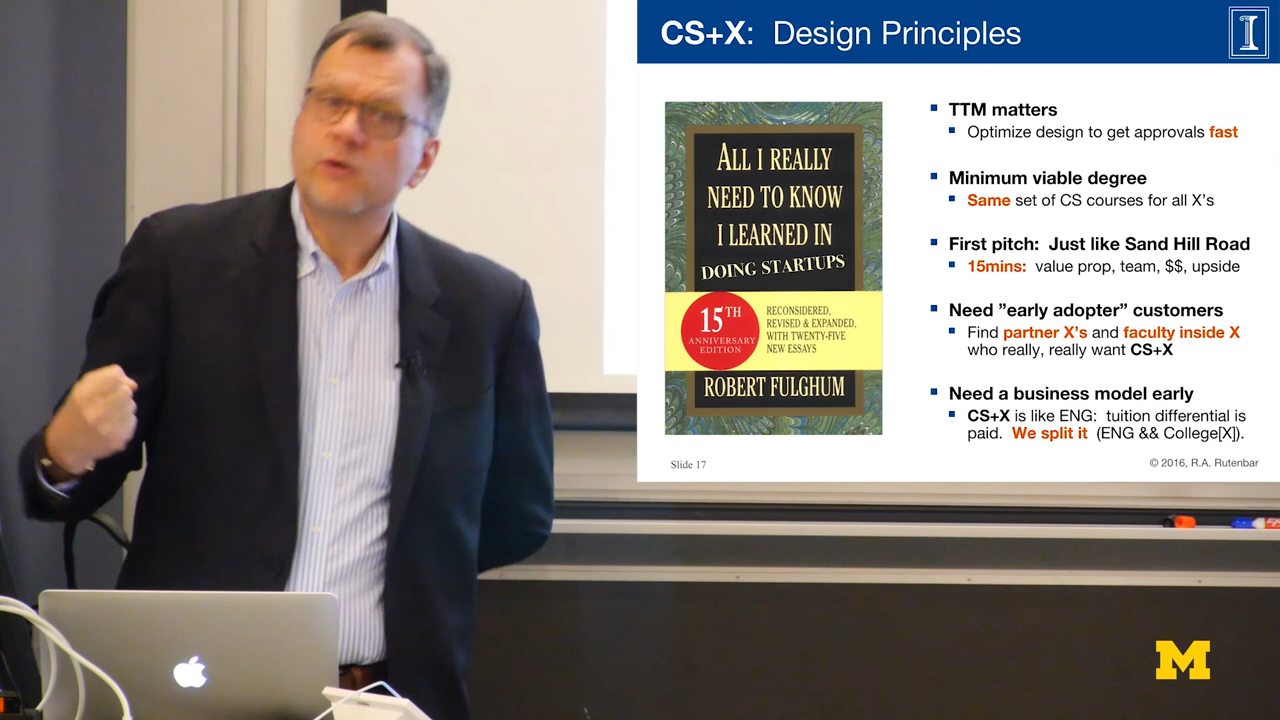 CS+X: Design Principles
I
ALL I REALLY
NEED TO KNOW
I LEARNED IN
DOING STARTUPS
15TH
ANNIVERSARY
EDITION
RECONSIDERED,
REVISED & EXPANDED,
WITH TWENTY-FIVE
NEW ESSAYS
ROBERT FULGHUM
TTM matters
Optimize design to get approvals fast
Minimum viable degree
Same set of CS courses for all X's
First pitch: Just like Sand Hill Road
15mins: value prop, team, $$, upside
Need ”early adopter” customers
Find partner X's and faculty inside X
who really, really want CS+X
Need a business model early
CS+X is like ENG: tuition differential is
paid. We split it (ENG && College[X]).
Slide 17
© 2016, R.A. Rutenbar
M